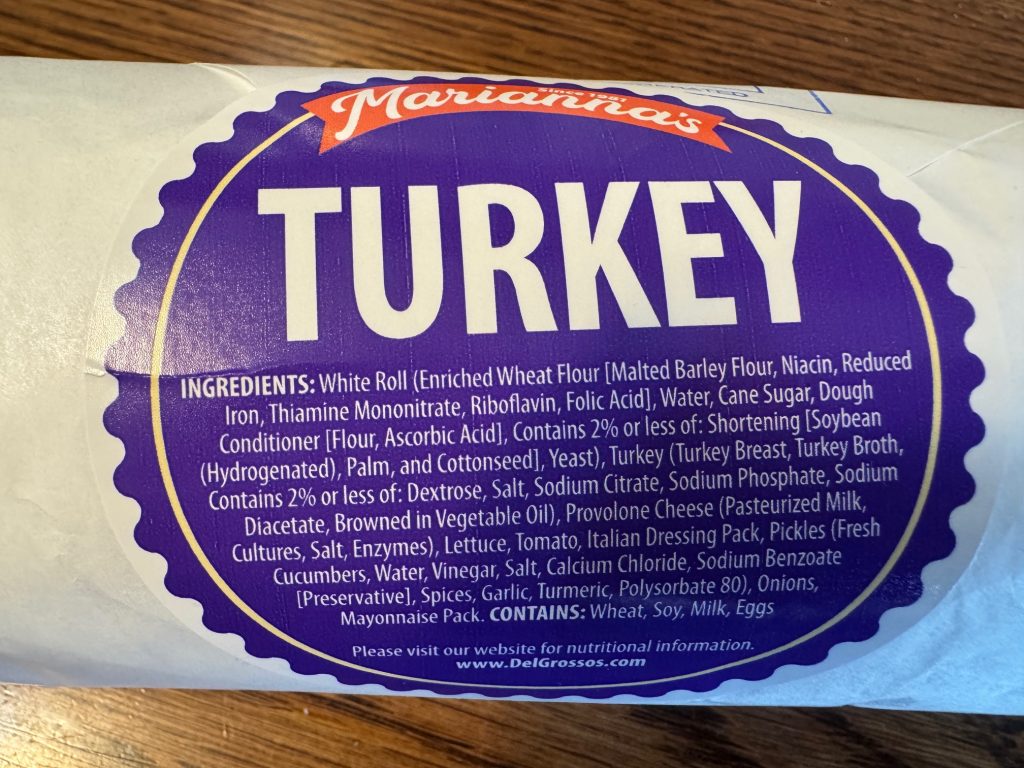 Since 1981
Marianna's
TURKEY
INGREDIENTS: White Roll (Enriched Wheat Flour [Malted Barley Flour, Niacin, Reduced
Iron, Thiamine Mononitrate, Riboflavin, Folic Acid], Water, Cane Sugar, Dough
Conditioner [Flour, Ascorbic Acid], Contains 2% or less of: Shortening [Soybean
(Hydrogenated), Palm, and Cottonseed], Yeast), Turkey (Turkey Breast, Turkey Broth,
Contains 2% or less of: Dextrose, Salt, Sodium Citrate, Sodium Phosphate, Sodium
Diacetate, Browned in Vegetable Oil), Provolone Cheese (Pasteurized Milk,
Cultures, Salt, Enzymes), Lettuce, Tomato, Italian Dressing Pack, Pickles (Fresh
Cucumbers, Water, Vinegar, Salt, Calcium Chloride, Sodium Benzoate
[Preservative], Spices, Garlic, Turmeric, Polysorbate 80), Onions,
Mayonnaise Pack. CONTAINS: Wheat, Soy, Milk, Eggs
Please visit our website for nutritional information.
www.DelGrossos.com